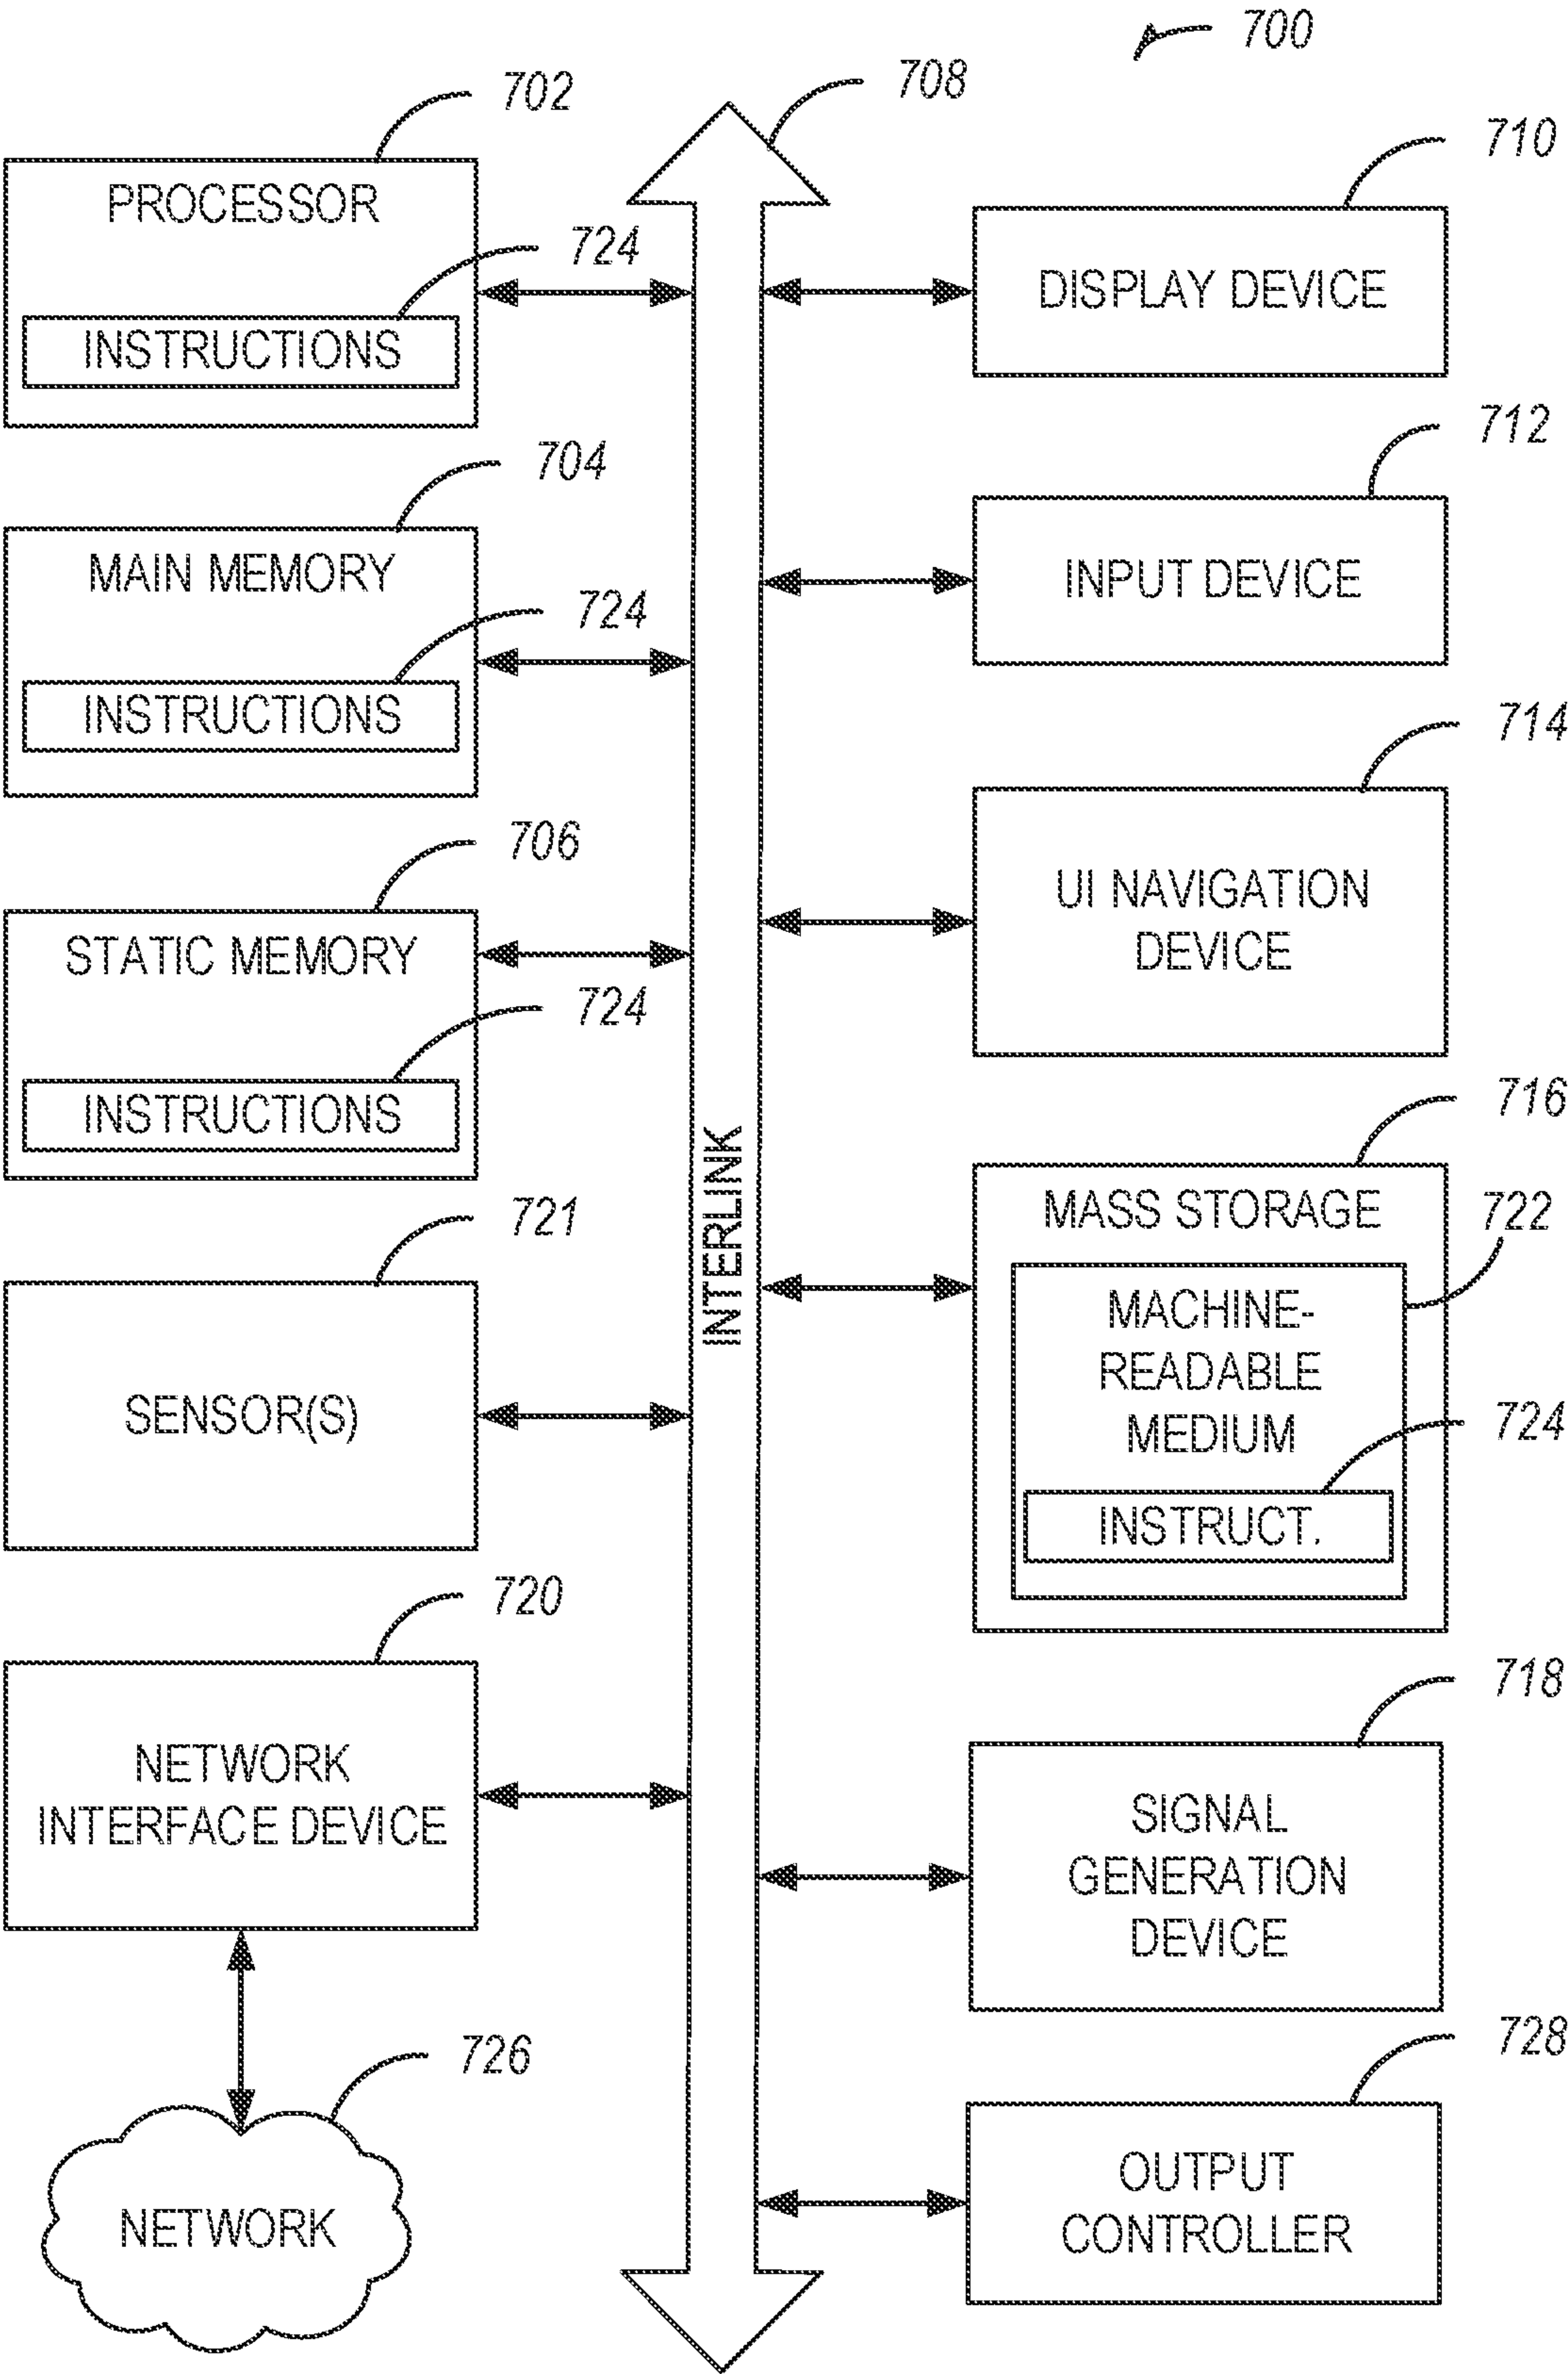 700
708
702
PROCESSOR
724
INSTRUCTIONS
704
MAIN MEMORY
724
INSTRUCTIONS
706
STATIC MEMORY
724
INSTRUCTIONS
721
SENSOR(S)
720
NETWORK
INTERFACE DEVICE
726
NETWORK
INTERLINK
710
DISPLAY DEVICE
712
INPUT DEVICE
714
UI NAVIGATION
DEVICE
716
MASS STORAGE
722
MACHINE-
READABLE
MEDIUM
724
INSTRUCT.
718
SIGNAL
GENERATION
DEVICE
728
OUTPUT
CONTROLLER